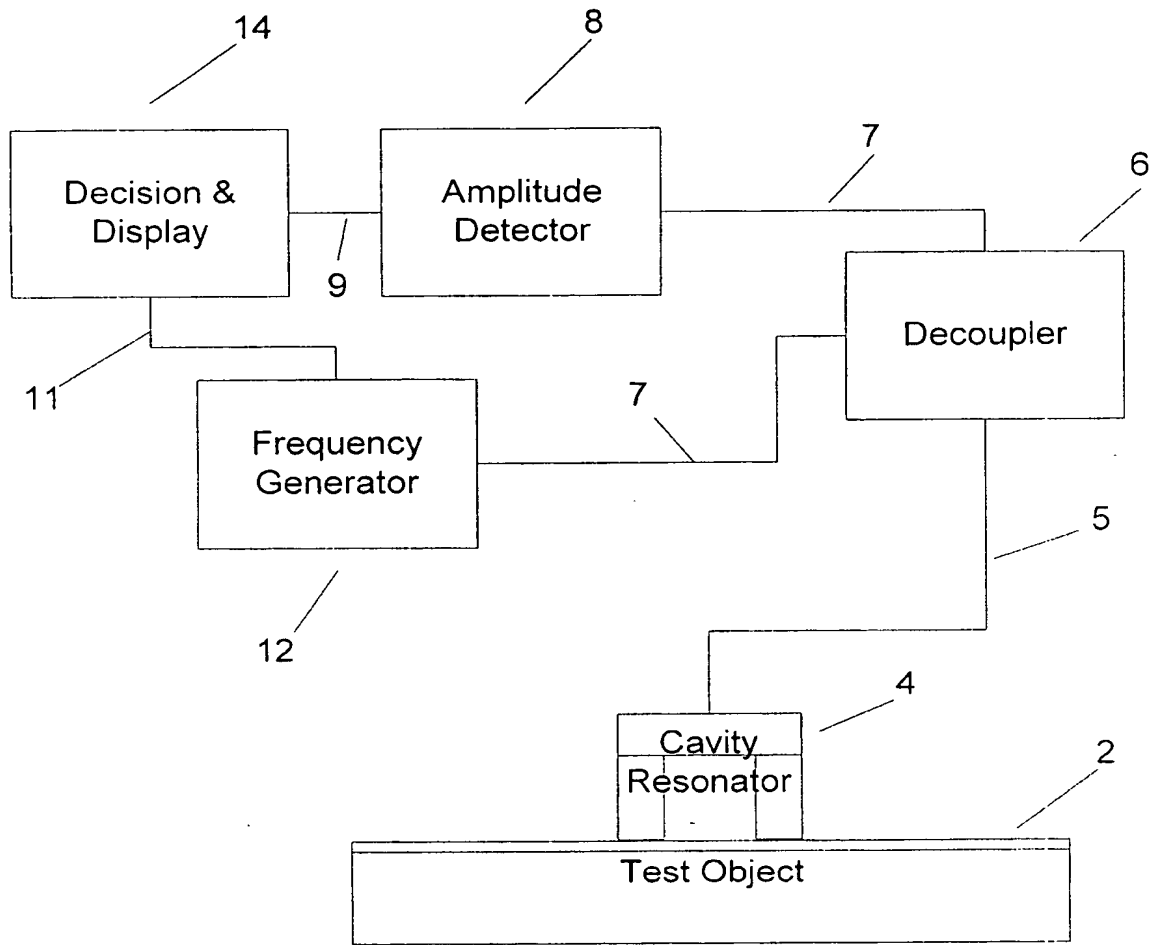 14
8
7
6
Decision &
Display
Amplitude
Detector
9
Decoupler
11
7
Frequency
Generator
5
12
4
Cavity
Resonator
2
Test Object